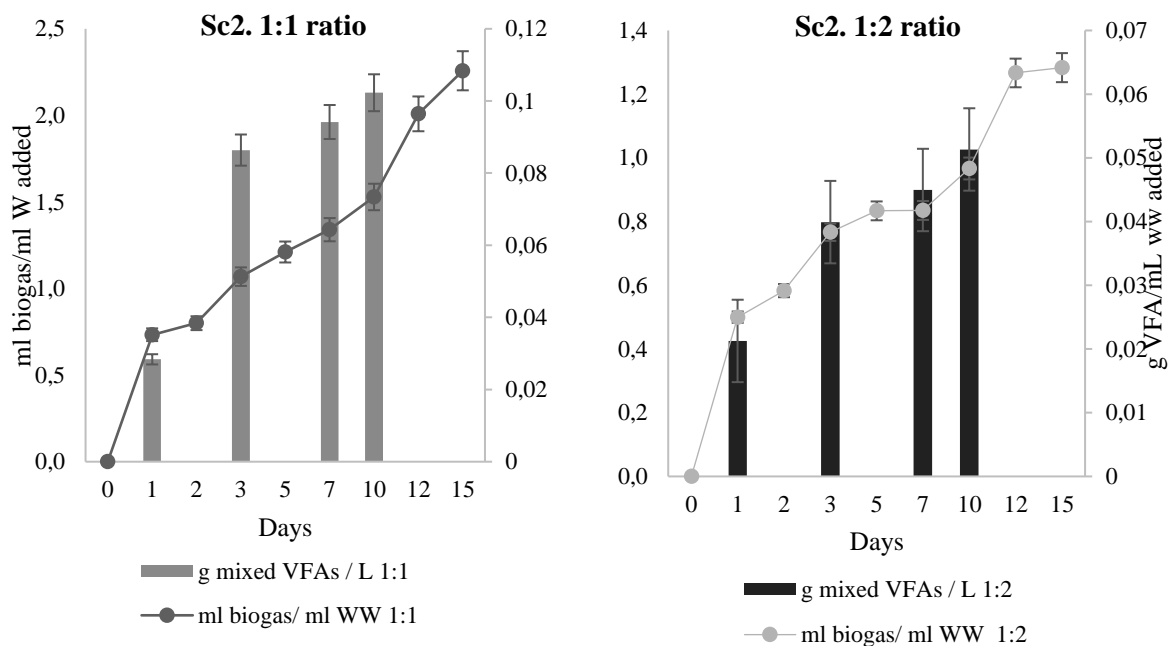 Sc2. 1:1 ratio
ml biogas/ml W added
2,5
2,0
1,5
1,0
0,5
0,0
0,12
0,1
0,08
0,06
0,04
0,02
0
0 1 2 3 5 7 10 12 15
Days
g mixed VFAs / L 1:1
ml biogas/ ml WW 1:1
Sc2. 1:2 ratio
1,4
1,2
1,0
0,8
0,6
0,4
0,2
0,0
0,07
0,06
0,05
0,04
0,03
0,02
0,01
0
g VFA/mL ww added
0 1 2 3 5 7 10 12 15
Days
g mixed VFAs / L 1:2
ml biogas/ ml WW 1:2